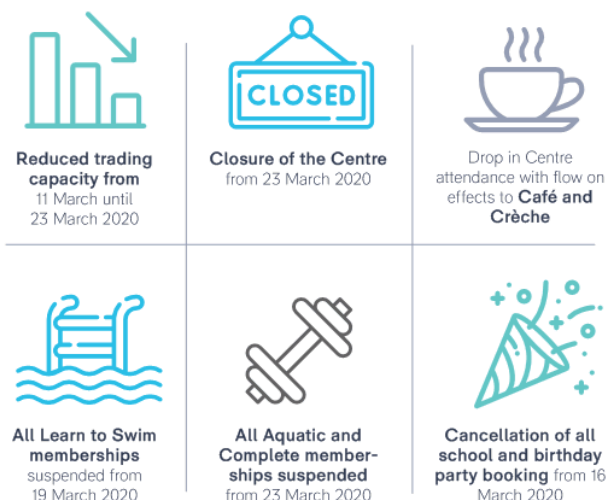 Reduced trading
capacity from
11 March until
23 March 2020
CLOSED
Closure of the Centre
from 23 March 2020
Drop in Centre
attendance with flow on
effects to Café and
Crèche
All Learn to Swim
memberships
suspended from
19 March 2020
All Aquatic and
Complete member-
ships suspended
from 23 March 2020
Cancellation of all
school and birthday
party booking from 16
March 2020